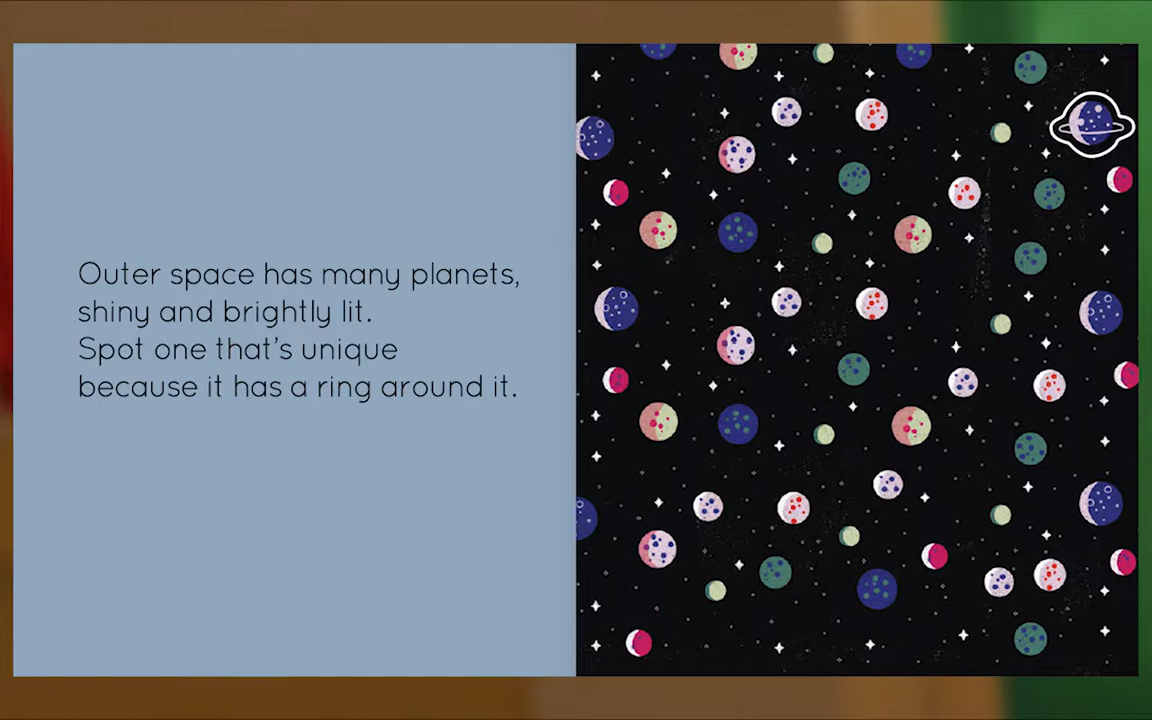 Outer space has many planets,
shiny and brightly lit.
Spot one that's unique
because it has a ring around it.